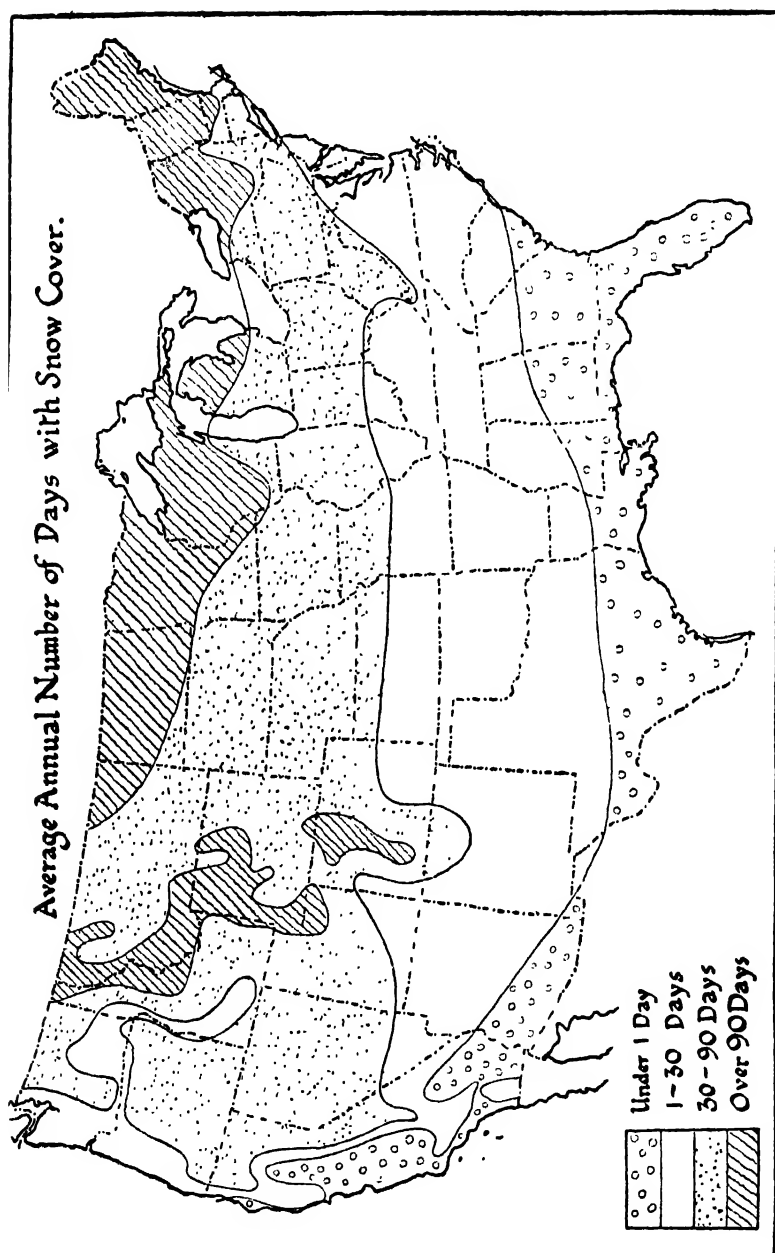 Average Annual Number of Days with Snow Cover.
Under 1 Day
1-30 Days
30-90 Days
Over 90 Days